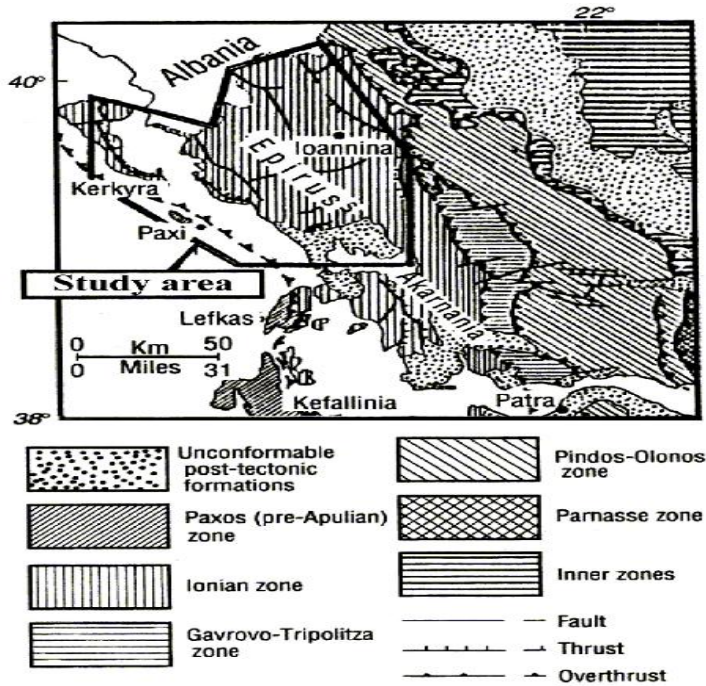 22°
40°
Albania
Ioannina
Epiruss
Kerkyra
Paxi
Study area
Akarnania
Lefkas
0 Km 50
0 Miles 31
Kefallinia
Patra
38°
Unconformable
post-tectonic
formations
Paxos (pre-Apulian)
zone
Ionian zone
Gavrovo-Tripolitza
zone
Pindos-Olonos
zone
Parnasse zone
Inner zones
Fault
Thrust
Overthrust